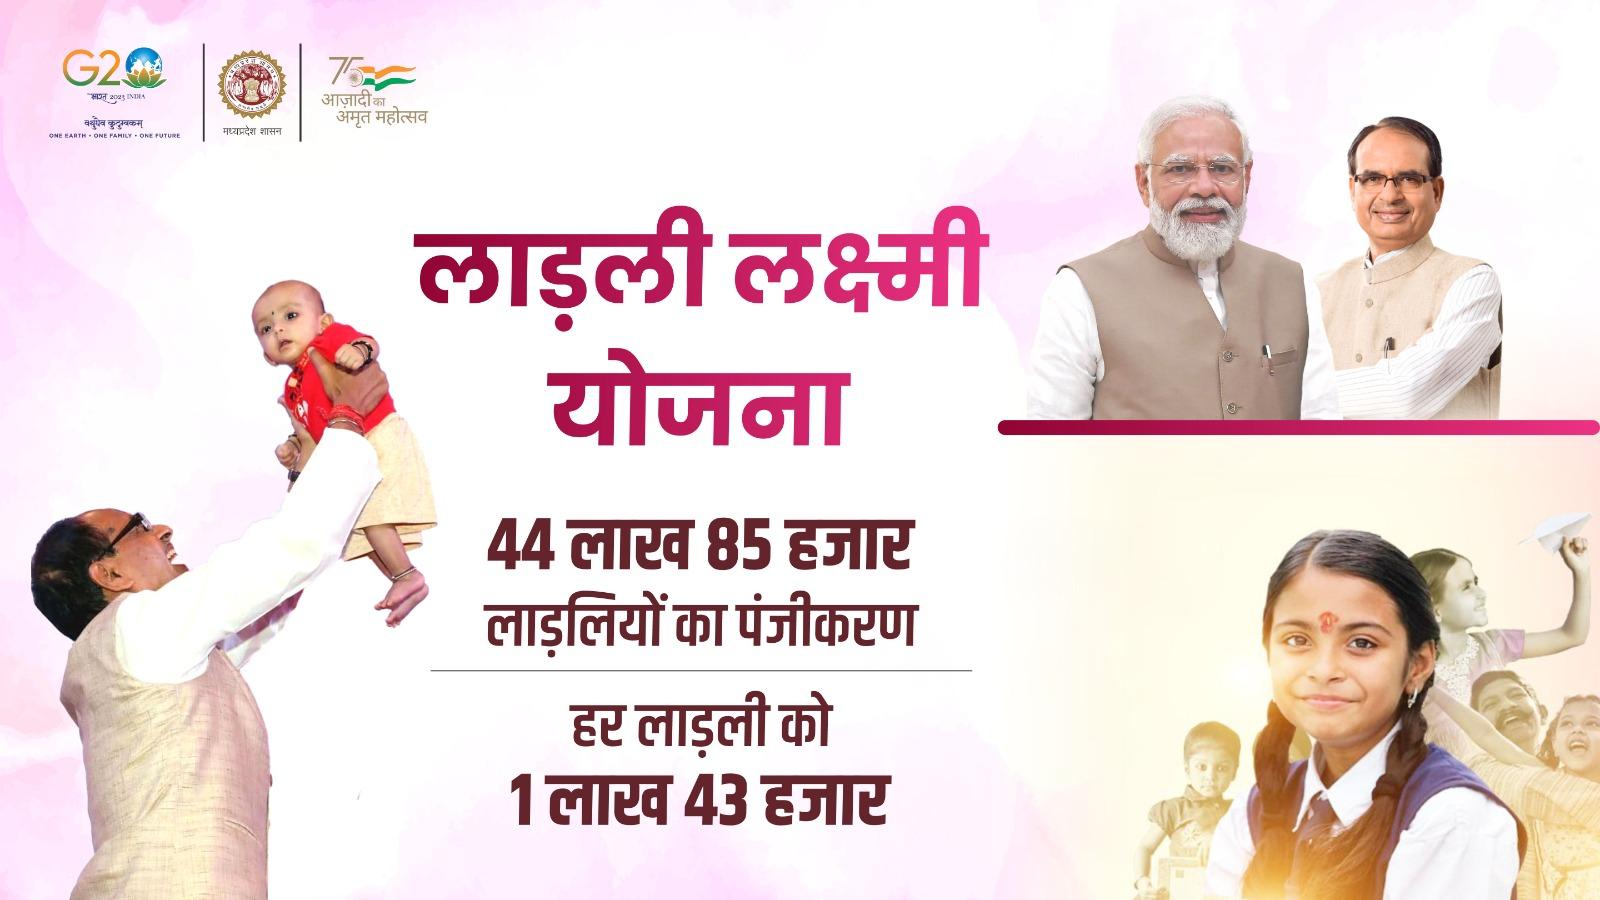 G20
भारत 2023 INDIA
वसुधैव कुटुम्बकम्
ONE EARTH • ONE FAMILY • ONE FUTURE
मध्यप्रदेश शासन
75
आज़ादी का
अमृत महोत्सव
लाड़ली लक्ष्मी
योजना
44 लाख 85 हजार
लाड़लियों का पंजीकरण
हर लाड़ली को
1 लाख 43 हजार